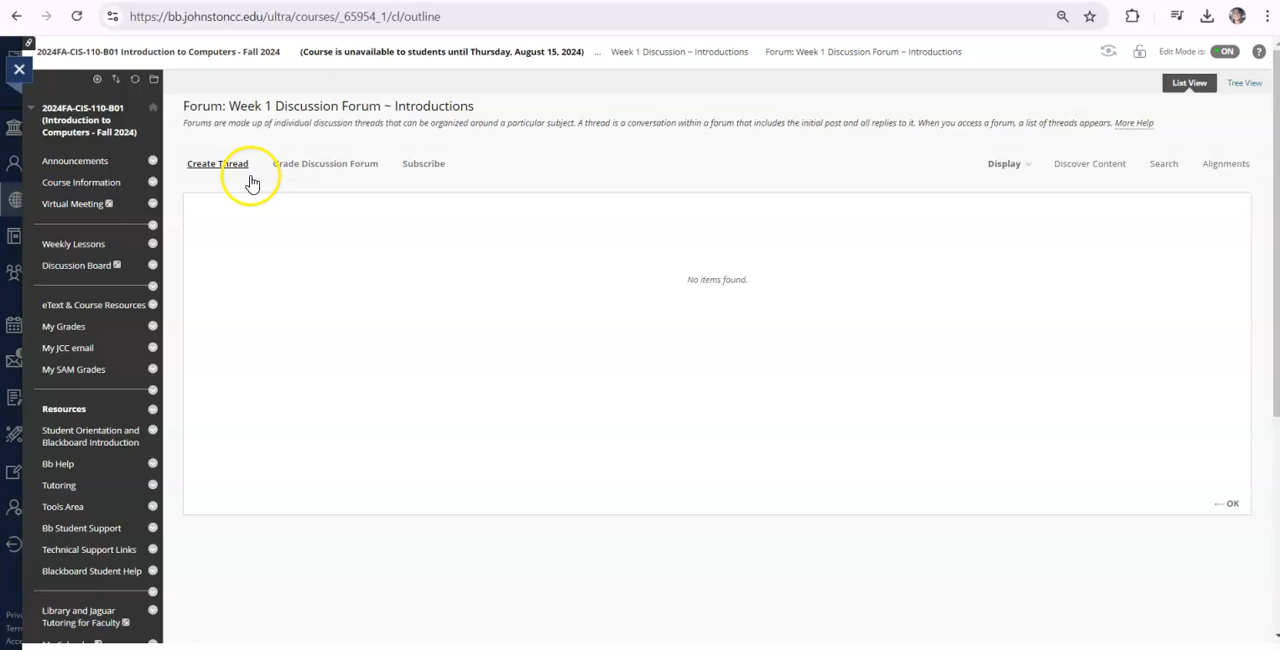 https://bb.johnstoncc.edu/ultra/courses/_65954_1/cl/outline
2024FA-CIS-110-B01 Introduction to Computers - Fall 2024 (Course is unavailable to students until Thursday, August 15, 2024) ... Week 1 Discussion ~ Introductions Forum: Week 1 Discussion Forum ~ Introductions Edit Mode is: ON ?
List View Tree View
2024FA-CIS-110-B01
(Introduction to
Computers - Fall 2024)
Announcements
Course Information
Virtual Meeting
Weekly Lessons
Discussion Board
eText & Course Resources
My Grades
My JCC email
My SAM Grades
Resources
Student Orientation and
Blackboard Introduction
Bb Help
Tutoring
Tools Area
Bb Student Support
Technical Support Links
Blackboard Student Help
Library and Jaguar
Tutoring for Faculty
Forum: Week 1 Discussion Forum ~ Introductions
Forums are made up of individual discussion threads that can be organized around a particular subject. A thread is a conversation within a forum that includes the initial post and all replies to it. When you access a forum, a list of threads appears. More Help
Create Thread Grade Discussion Forum Subscribe Display Discover Content Search Alignments
No items found.
← OK
Priva
Term
Acce